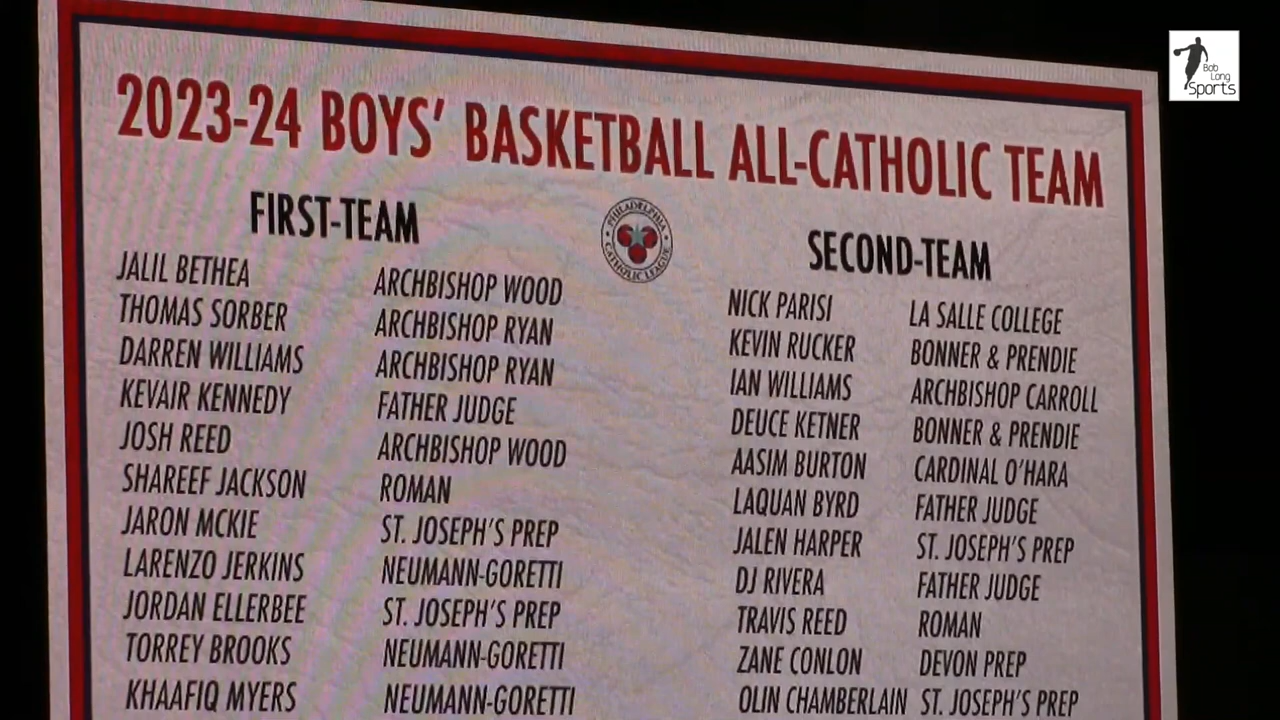 Bob
Long
Sports
2023-24 BOYS' BASKETBALL ALL-CATHOLIC TEAM
PHILADELPHIA
CATHOLIC LEAGUE
FIRST-TEAM
JALIL BETHEA ARCHBISHOP WOOD
THOMAS SORBER ARCHBISHOP RYAN
DARREN WILLIAMS ARCHBISHOP RYAN
KEVAIR KENNEDY FATHER JUDGE
JOSH REED ARCHBISHOP WOOD
SHAREEF JACKSON ROMAN
JARON MCKIE ST. JOSEPH'S PREP
LARENZO JERKINS NEUMANN-GORETTI
JORDAN ELLERBEE ST. JOSEPH'S PREP
TORREY BROOKS NEUMANN-GORETTI
KHAAFIQ MYERS NEUMANN-GORETTI
SECOND-TEAM
NICK PARISI LA SALLE COLLEGE
KEVIN RUCKER BONNER & PRENDIE
IAN WILLIAMS ARCHBISHOP CARROLL
DEUCE KETNER BONNER & PRENDIE
AASIM BURTON CARDINAL O'HARA
LAQUAN BYRD FATHER JUDGE
JALEN HARPER ST. JOSEPH'S PREP
DJ RIVERA FATHER JUDGE
TRAVIS REED ROMAN
ZANE CONLON DEVON PREP
OLIN CHAMBERLAIN ST. JOSEPH'S PREP